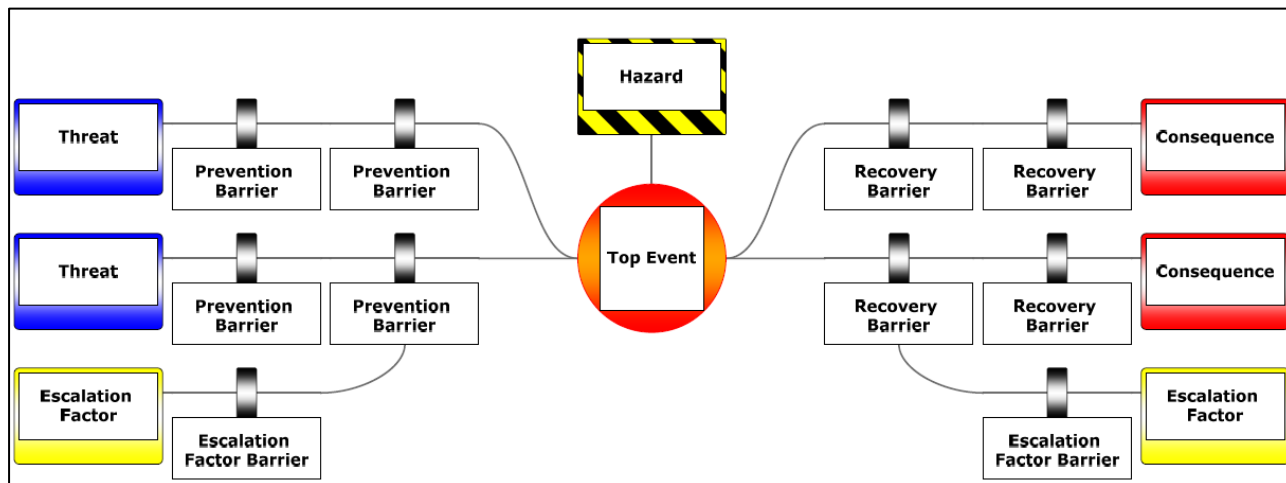 Hazard
Threat
Prevention
Barrier
Prevention
Barrier
Top Event
Recovery
Barrier
Recovery
Barrier
Consequence
Threat
Prevention
Barrier
Prevention
Barrier
Recovery
Barrier
Recovery
Barrier
Consequence
Escalation
Factor
Escalation
Factor Barrier
Escalation
Factor Barrier
Escalation
Factor